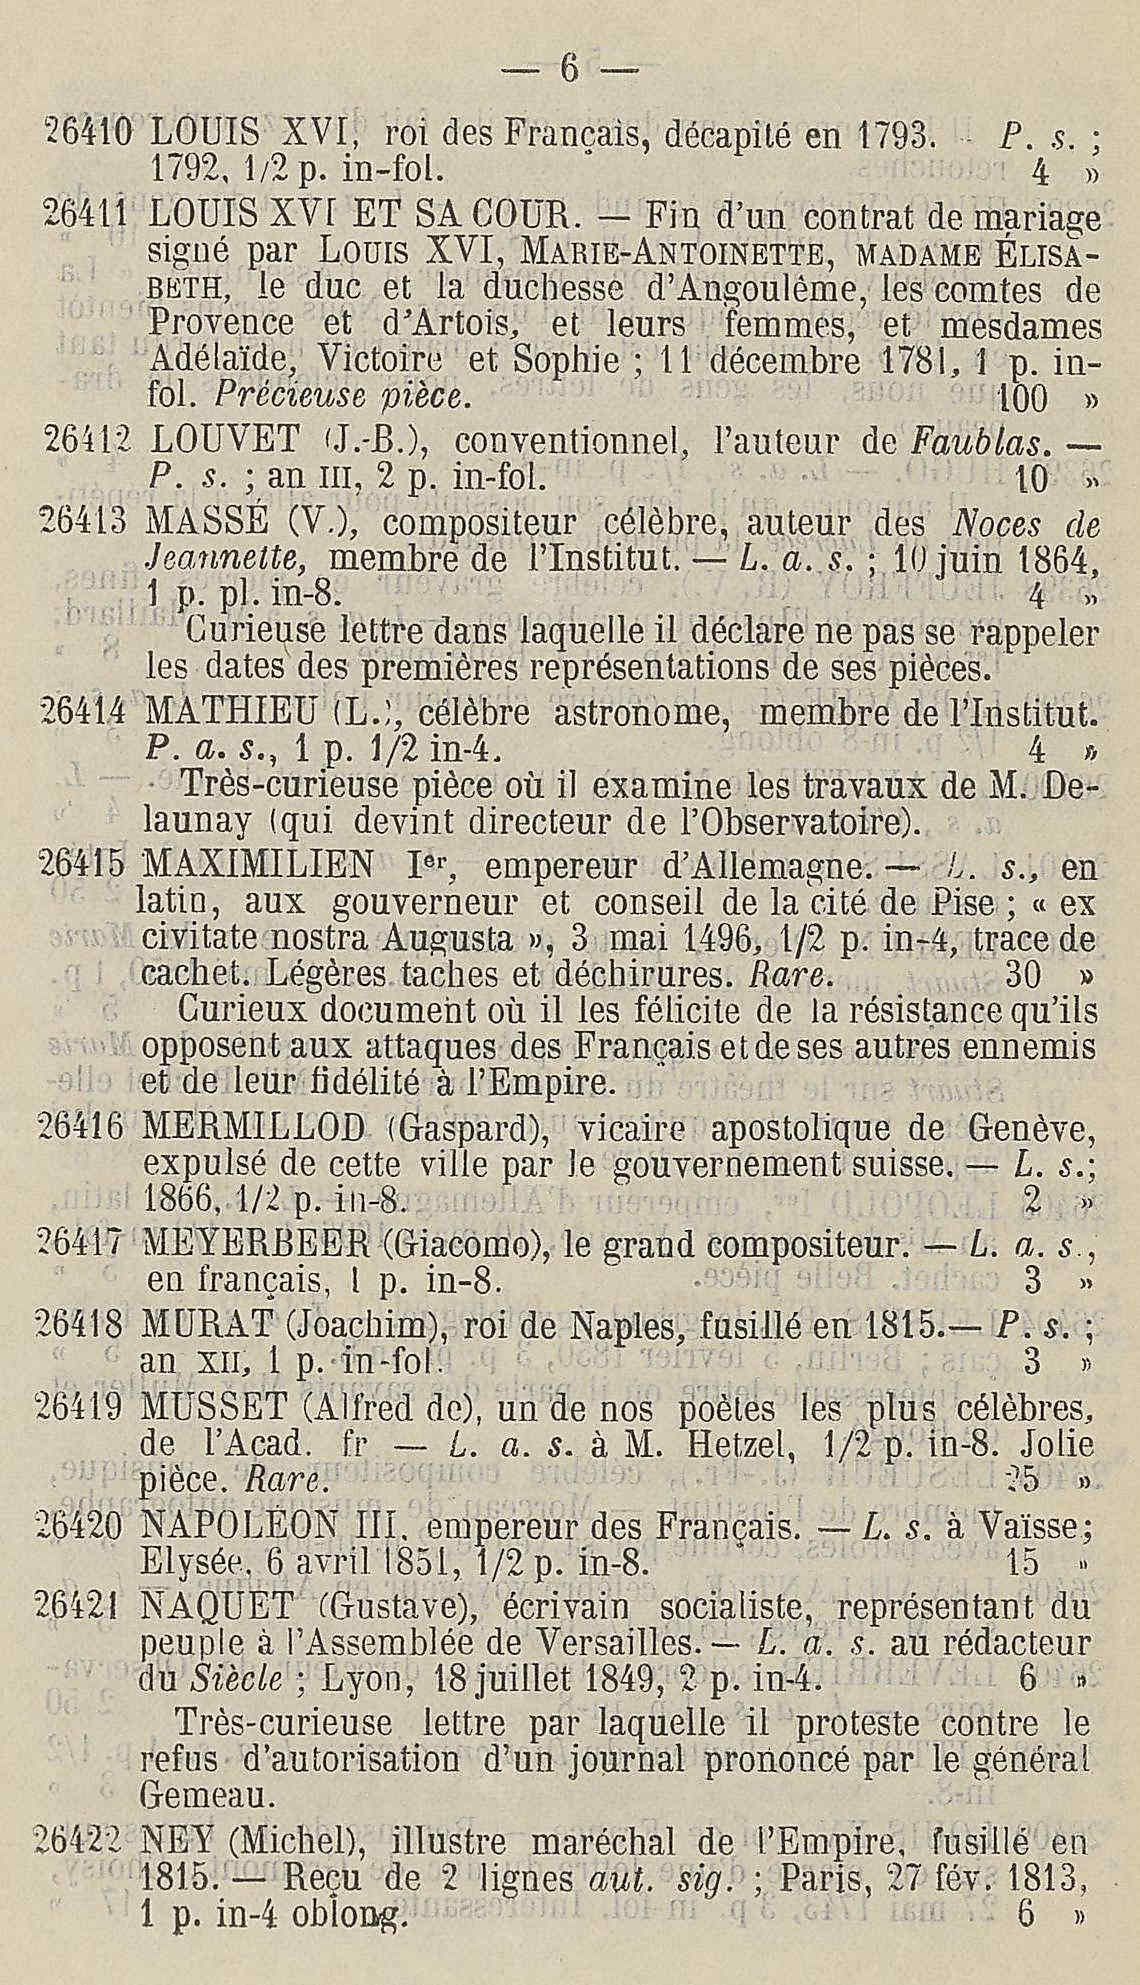 — 6 —
26410 LOUIS XVI, roi des Français, décapité en 1793. P. s. ;
1792, 1/2 p. in-fol. 4 »
26411 LOUIS XVI ET SA COUR. — Fin d'un contrat de mariage
signé par LOUIS XVI, MARIE-ANTOINETTE, MADAME ÉLISA-
BETH, le duc et la duchesse d'Angoulême, les comtes de
Provence et d'Artois, et leurs femmes, et mesdames
Adélaïde, Victoire et Sophie ; 11 décembre 1781, 1 p. in-
fol. Précieuse pièce. 100 »
26412 LOUVET (J.-B.), conventionnel, l'auteur de Faublas. —
P. s. ; an III, 2 p. in-fol. 10 »
26413 MASSÉ (V.), compositeur célèbre, auteur des Noces de
Jeannette, membre de l'Institut. — L. a. s. ; 10 juin 1864,
1 p. pl. in-8. 4 »
Curieuse lettre dans laquelle il déclare ne pas se rappeler
les dates des premières représentations de ses pièces.
26414 MATHIEU (L.), célèbre astronome, membre de l'Institut.
P. a. s., 1 p. 1/2 in-4. 4 »
Très-curieuse pièce où il examine les travaux de M. De-
launay (qui devint directeur de l'Observatoire).
26415 MAXIMILIEN Ier, empereur d'Allemagne. — L. s., en
latin, aux gouverneur et conseil de la cité de Pise ; « ex
civitate nostra Augusta », 3 mai 1496, 1/2 p. in-4, trace de
cachet. Légères taches et déchirures. Rare. 30 »
Curieux document où il les félicite de la résistance qu'ils
opposent aux attaques des Français et de ses autres ennemis
et de leur fidélité à l'Empire.
26416 MERMILLOD (Gaspard), vicaire apostolique de Genève,
expulsé de cette ville par le gouvernement suisse. — L. s.;
1866, 1/2 p. in-8. 2 »
26417 MEYERBEER (Giacomo), le grand compositeur. — L. a. s.,
en français, 1 p. in-8. 3 »
26418 MURAT (Joachim), roi de Naples, fusillé en 1815.— P. s. ;
an XII, 1 p. in-fol. 3 »
26419 MUSSET (Alfred de), un de nos poètes les plus célèbres,
de l'Acad. fr — L. a. s. à M. Hetzel, 1/2 p. in-8. Jolie
pièce. Rare. 25 »
26420 NAPOLÉON III, empereur des Français. — L. s. à Vaïsse;
Elysée, 6 avril 1851, 1/2 p. in-8. 15 »
26421 NAQUET (Gustave), écrivain socialiste, représentant du
peuple à l'Assemblée de Versailles. — L. a. s. au rédacteur
du Siècle ; Lyon, 18 juillet 1849, 2 p. in-4. 6 »
Très-curieuse lettre par laquelle il proteste contre le
refus d'autorisation d'un journal prononcé par le général
Gemeau.
26422 NEY (Michel), illustre maréchal de l'Empire, fusillé en
1815. — Reçu de 2 lignes aut. sig. ; Paris, 27 fév. 1813,
1 p. in-4 oblong. 6 »